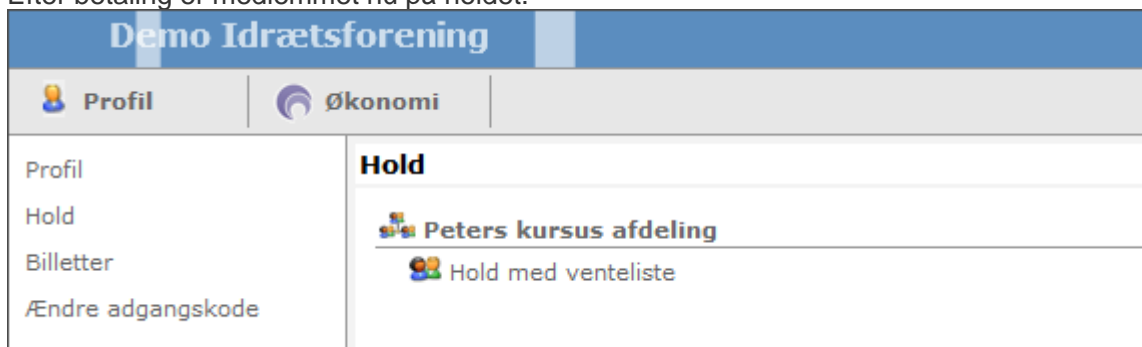 Efter betaling er medlemmet nu på holdet.
Demo Idrætsforening
Profil
Økonomi
Profil
Hold
Billetter
Ændre adgangskode
Hold
Peters kursus afdeling
Hold med venteliste